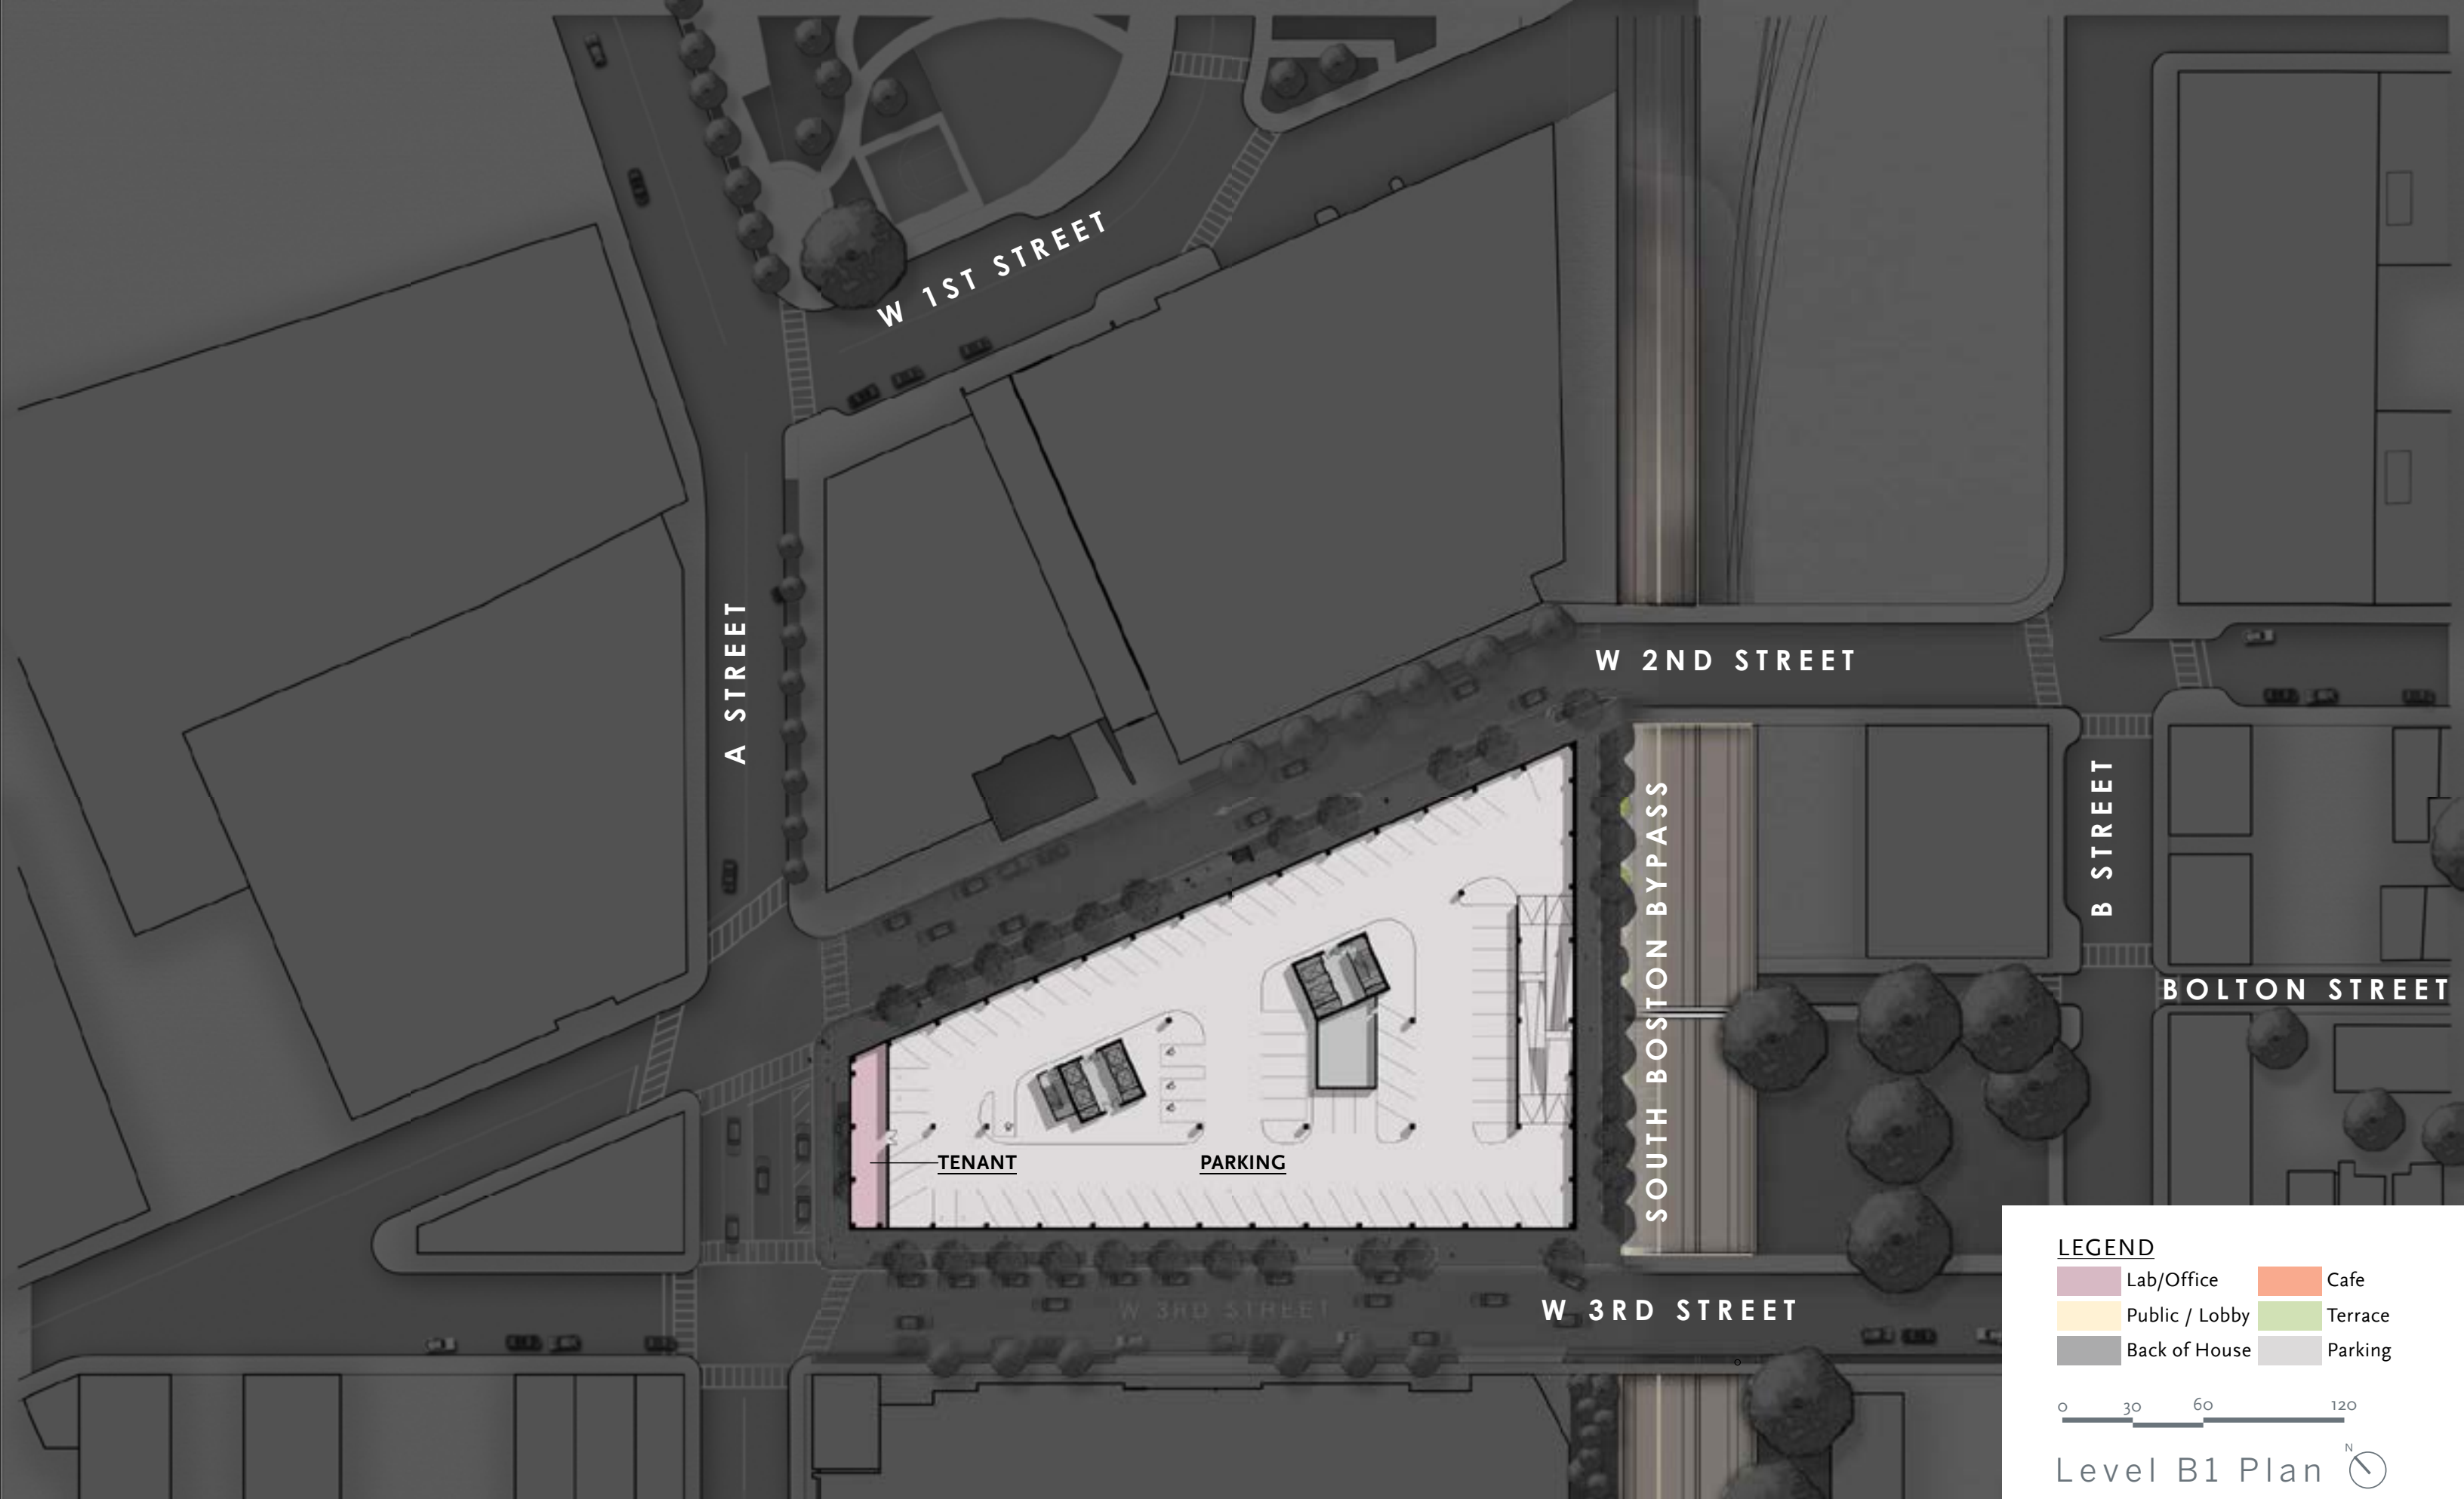 W 1ST STREET
A STREET
W 2ND STREET
B STREET
SOUTH BOSTON BYPASS
BOLTON STREET
TENANT
PARKING
W 3RD STREET
W 3RD STREET
LEGEND
Lab/Office
Cafe
Public / Lobby
Terrace
Back of House
Parking
0 30 60 120
N
Level B1 Plan